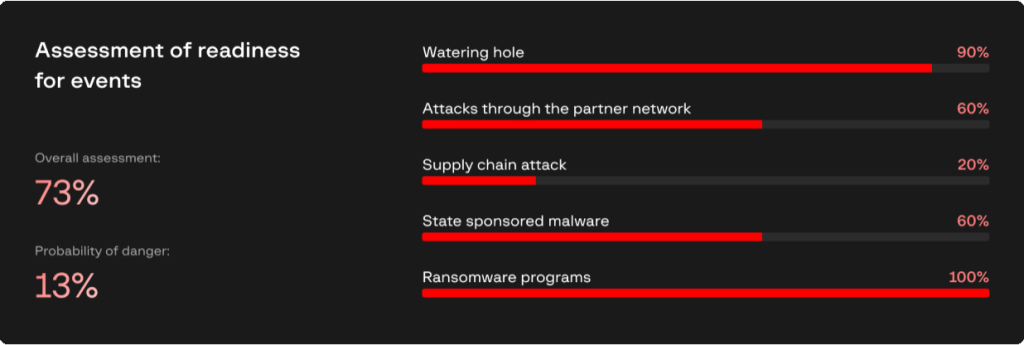 Assessment of readiness
for events
Overall assessment:
73%
Probability of danger:
13%
Watering hole 90%
Attacks through the partner network 60%
Supply chain attack 20%
State sponsored malware 60%
Ransomware programs 100%